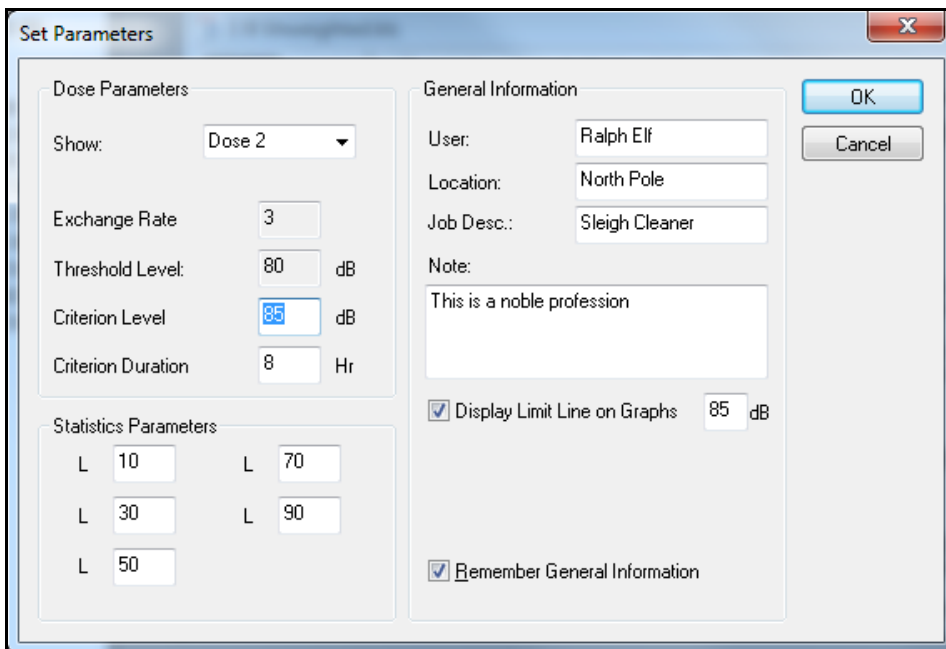 Set Parameters
Dose Parameters
Show: Dose 2
Exchange Rate 3
Threshold Level: 80 dB
Criterion Level 85 dB
Criterion Duration 8 Hr
Statistics Parameters
L 10 L 70
L 30 L 90
L 50
General Information
User: Ralph Elf
Location: North Pole
Job Desc.: Sleigh Cleaner
Note:
This is a noble profession
Display Limit Line on Graphs 85 dB
Remember General Information
OK
Cancel